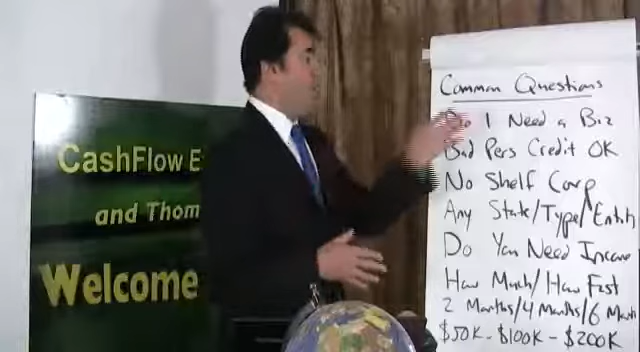 CashFlow E
and Thom
Welcome
Common Questions
Do I Need a Biz
Bad Pers Credit OK
No Shelf Corp
Any State/Type/Entity
Do You Need Income
How Much/How Fast
2 Months/4 Months/6 Month
$50K - $100K - $200K